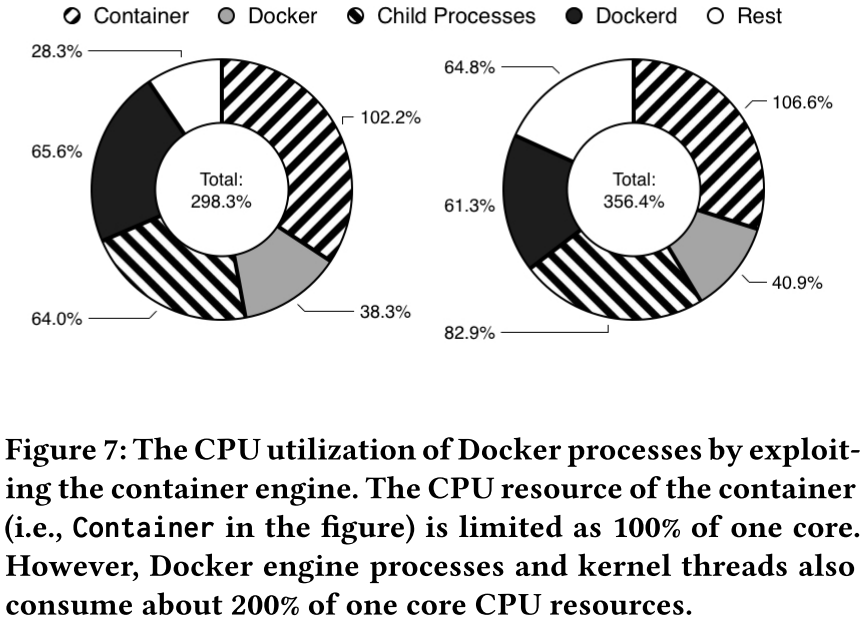 Container Docker Child Processes Dockerd Rest
28.3%
102.2%
65.6%
Total:
298.3%
64.0%
38.3%
64.8%
106.6%
61.3%
Total:
356.4%
40.9%
82.9%
Figure 7: The CPU utilization of Docker processes by exploit-
ing the container engine. The CPU resource of the container
(i.e., Container in the figure) is limited as 100% of one core.
However, Docker engine processes and kernel threads also
consume about 200% of one core CPU resources.